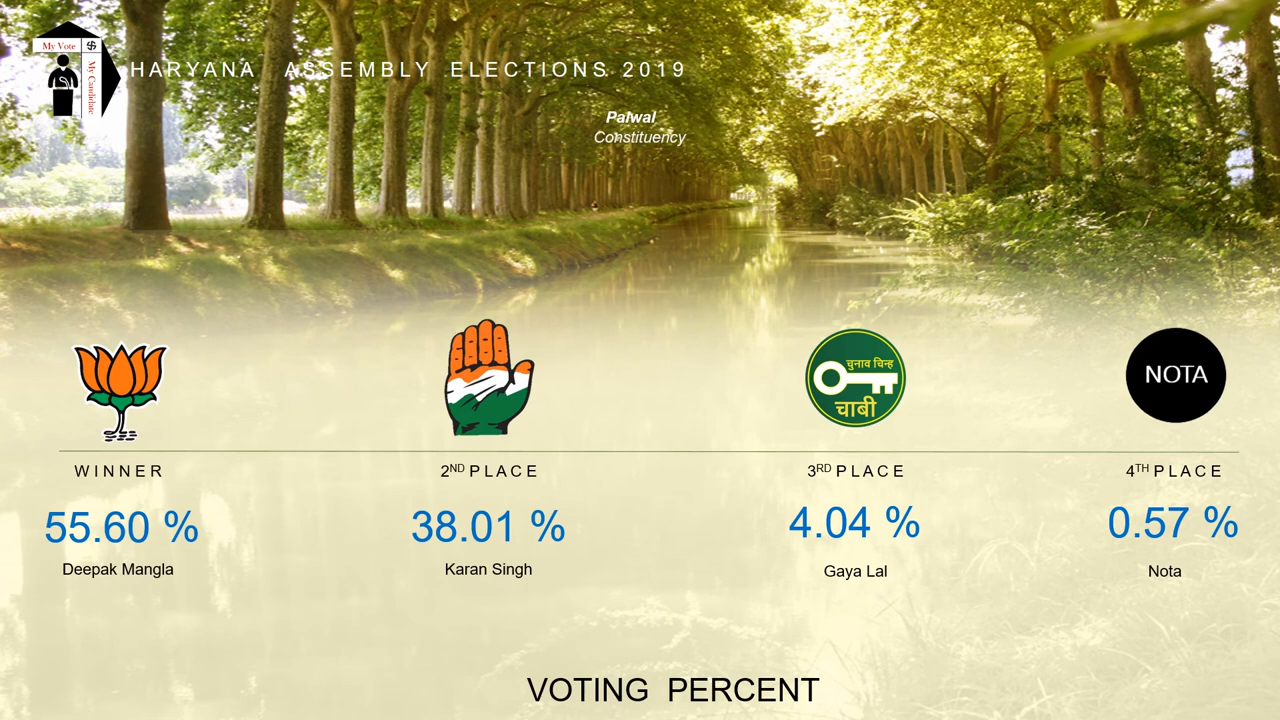 My Vote
My Candidate
HARYANA ASSEMBLY ELECTIONS 2019
Palwal
Constituency
चुनाव चिन्ह
चाबी
NOTA
WINNER
2ND PLACE
3RD PLACE
4TH PLACE
55.60 %
38.01 %
4.04 %
0.57 %
Deepak Mangla
Karan Singh
Gaya Lal
Nota
VOTING PERCENT